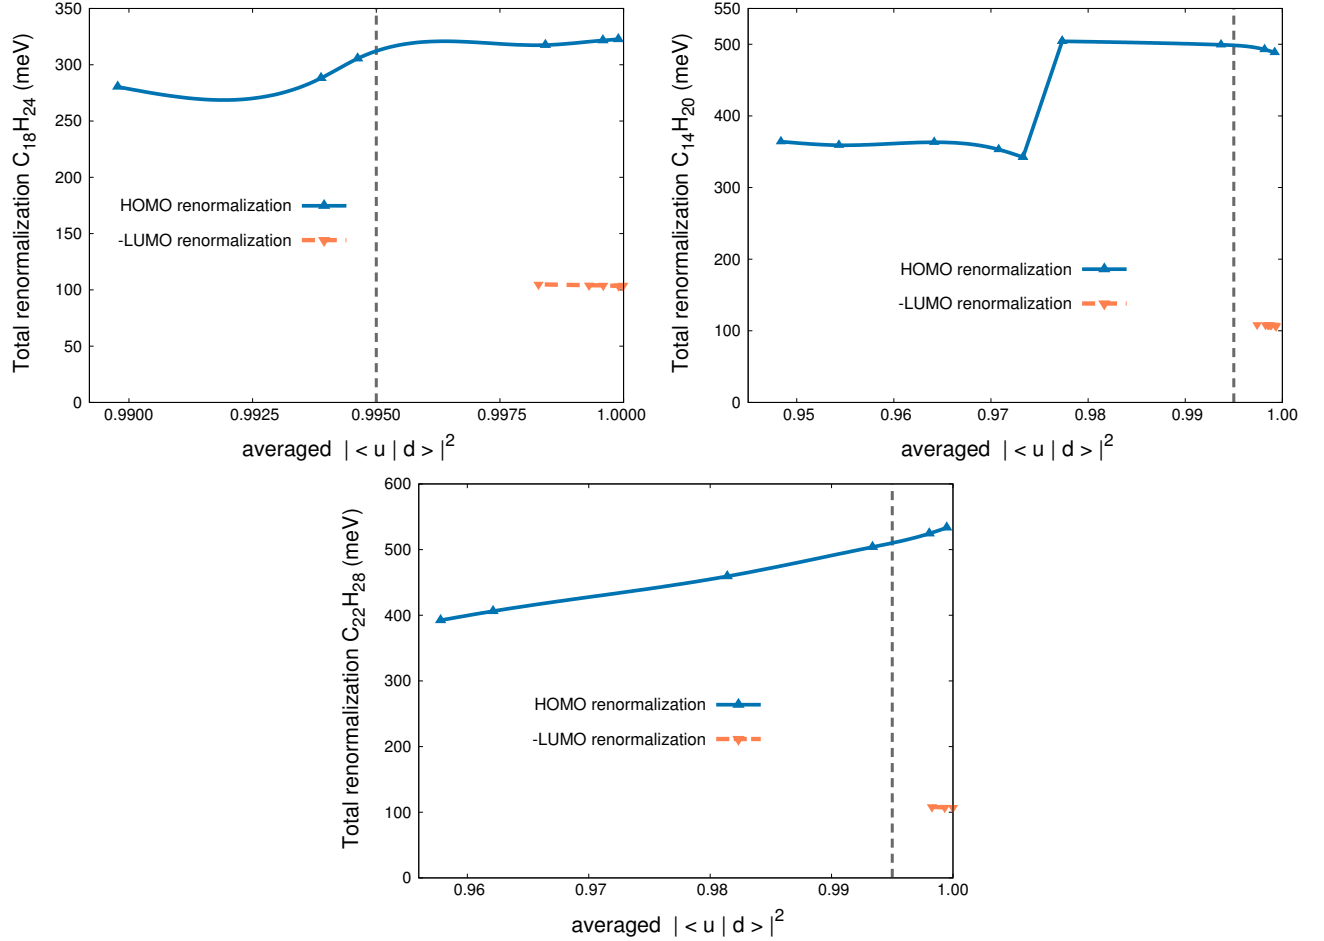 Total renormalization C18H24 (meV)
350
300
250
200
150
100
50
0
HOMO renormalization
-LUMO renormalization
0.9900 0.9925 0.9950 0.9975 1.0000
averaged | < u | d > |^2
Total renormalization C14H20 (meV)
550
500
400
300
200
100
0
HOMO renormalization
-LUMO renormalization
0.95 0.96 0.97 0.98 0.99 1.00
averaged | < u | d > |^2
Total renormalization C22H28 (meV)
600
500
400
300
200
100
0
HOMO renormalization
-LUMO renormalization
0.96 0.97 0.98 0.99 1.00
averaged | < u | d > |^2